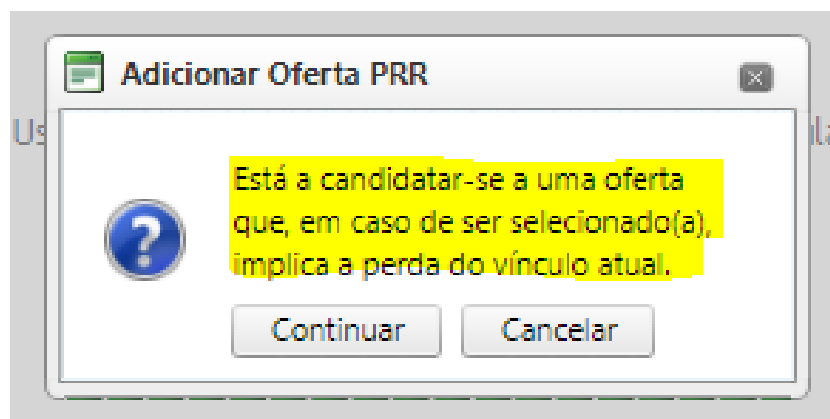 Adicionar Oferta PRR
Us
Está a candidatar-se a uma oferta
que, em caso de ser selecionado(a),
implica a perda do vínculo atual.
Continuar Cancelar